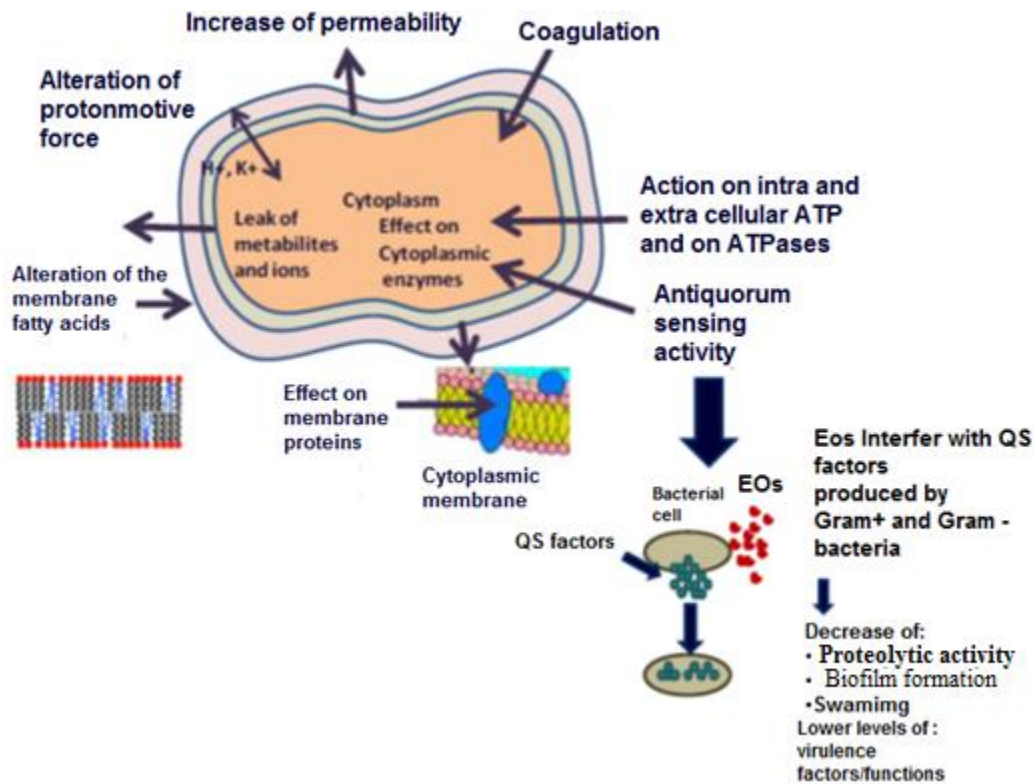 Increase of permeability
Coagulation
Alteration of
protonmotive
force
H+, K+
Cytoplasm
Effect on
Cytoplasmic
enzymes
Leak of
metabilites
and ions
Action on intra and
extra cellular ATP
and on ATPases
Alteration of the
membrane
fatty acids
Antiquorum
sensing
activity
Effect on
membrane
proteins
Cytoplasmic
membrane
Eos Interfer with QS
factors
produced by
Gram+ and Gram -
bacteria
Bacterial
cell
EOs
QS factors
Decrease of:
• Proteolytic activity
• Biofilm formation
•Swamimg
Lower levels of :
virulence
factors/functions